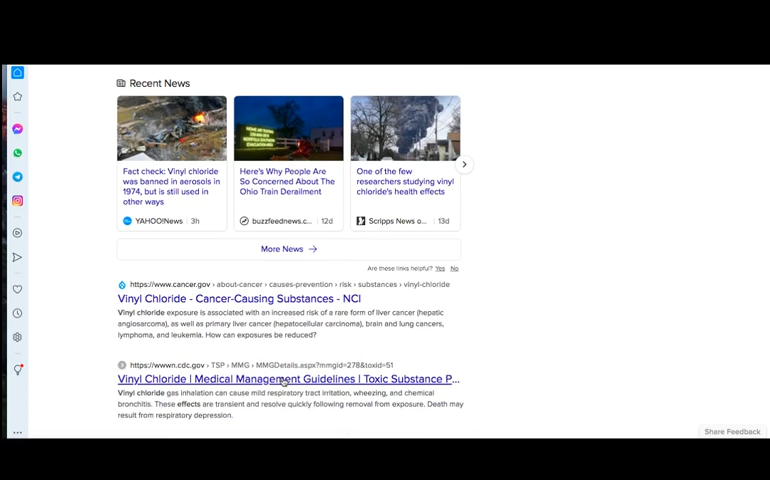 Recent News
Fact check: Vinyl chloride
was banned in aerosols in
1974, but is still used in
other ways
YAHOO!News | 3h
Here's Why People Are
So Concerned About The
Ohio Train Derailment
buzzfeednews.c... | 12d
One of the few
researchers studying vinyl
chloride's health effects
Scripps News o... | 13d
More News →
Are these links helpful? Yes No
https://www.cancer.gov › about-cancer › causes-prevention › risk › substances › vinyl-chloride
Vinyl Chloride - Cancer-Causing Substances - NCI
Vinyl chloride exposure is associated with an increased risk of a rare form of liver cancer (hepatic
angiosarcoma), as well as primary liver cancer (hepatocellular carcinoma), brain and lung cancers,
lymphoma, and leukemia. How can exposures be reduced?
https://wwwn.cdc.gov › TSP › MMG › MMGDetails.aspx?mmgid=278&toxid=51
Vinyl Chloride | Medical Management Guidelines | Toxic Substance P...
Vinyl chloride gas inhalation can cause mild respiratory tract irritation, wheezing, and chemical
bronchitis. These effects are transient and resolve quickly following removal from exposure. Death may
result from respiratory depression.
Share Feedback